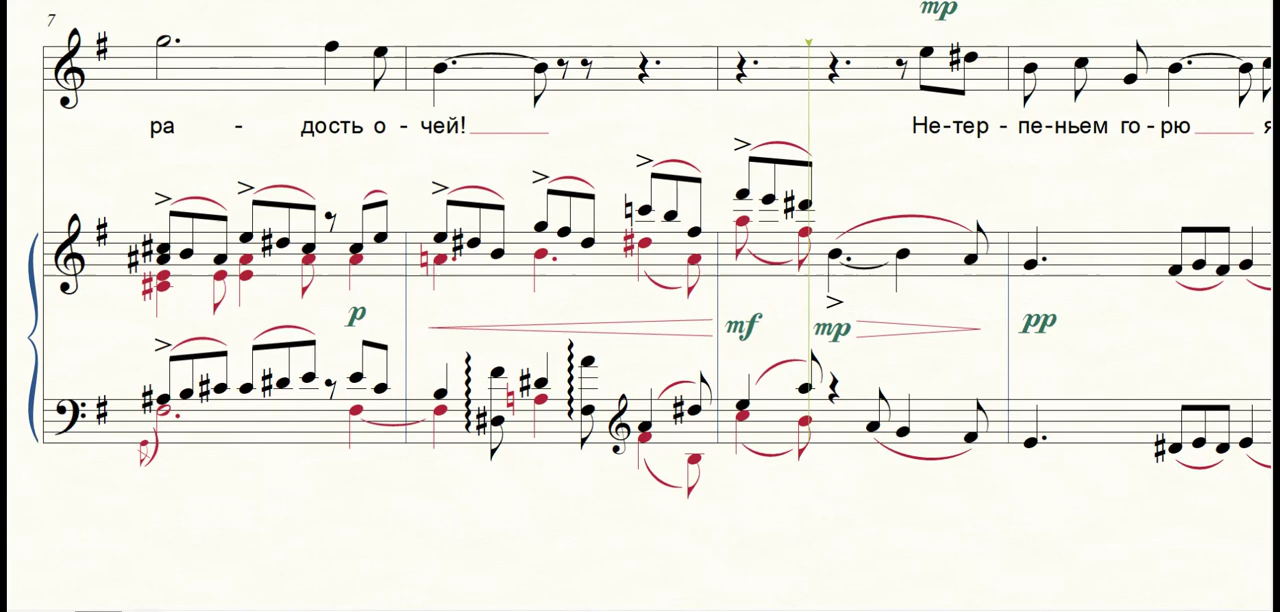 7
mp
ра - дость о - чей! Не-тер - пе-ньем го - рю я
p mf mp pp